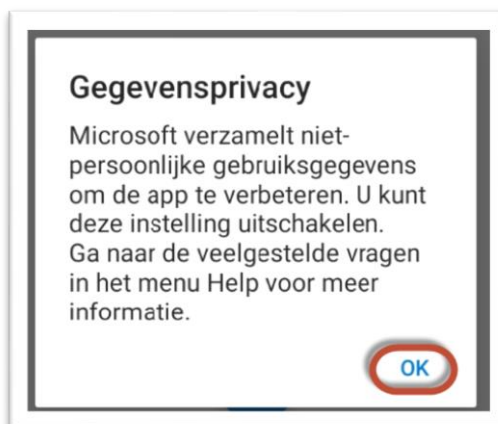 Gegevensprivacy
Microsoft verzamelt niet-
persoonlijke gebruiksgegevens
om de app te verbeteren. U kunt
deze instelling uitschakelen.
Ga naar de veelgestelde vragen
in het menu Help voor meer
informatie.
OK